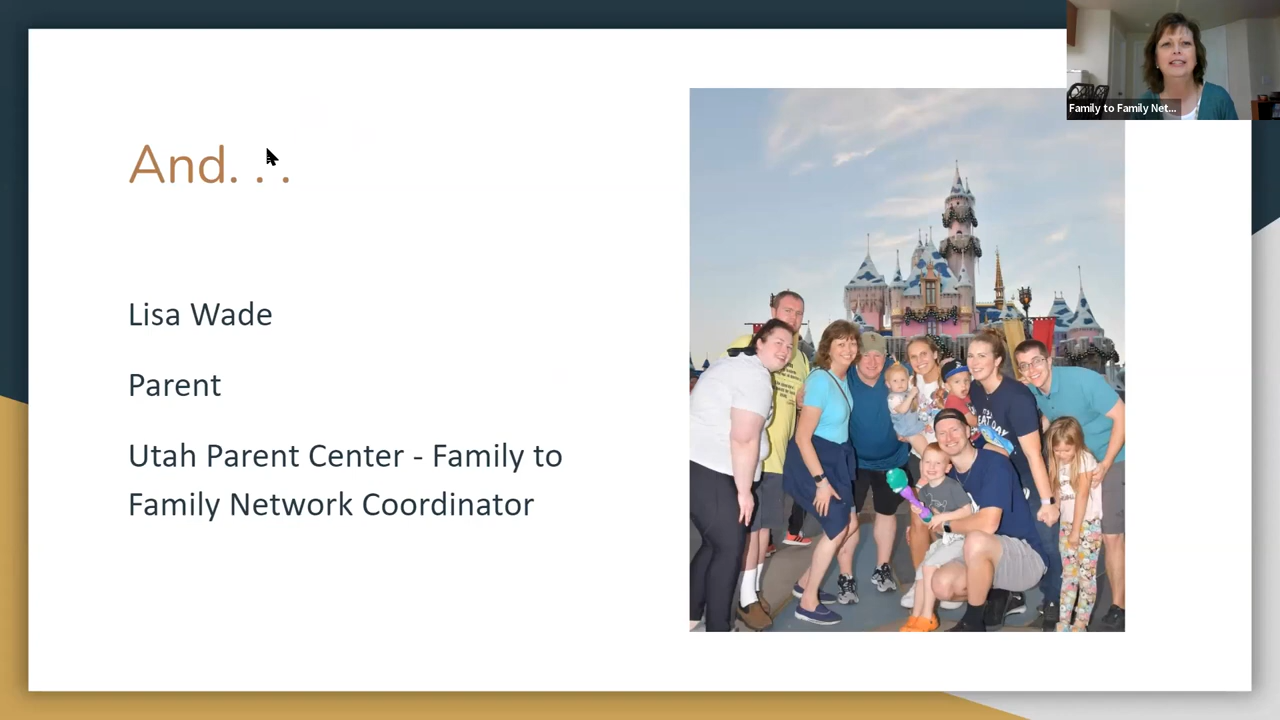 Family to Family Net...
And. . .
Lisa Wade
Parent
Utah Parent Center - Family to
Family Network Coordinator